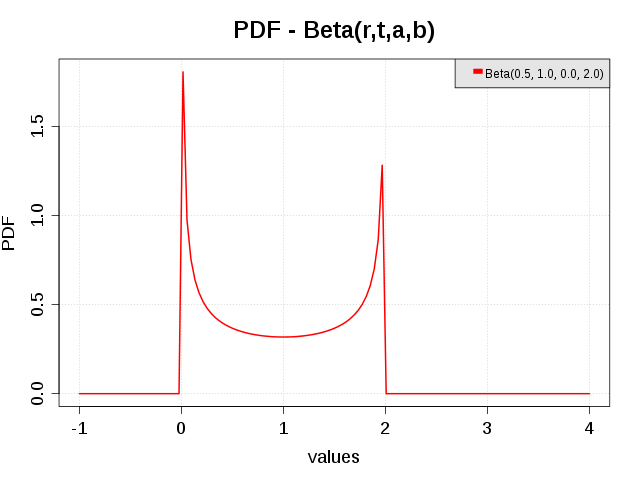 PDF - Beta(r,t,a,b)
Beta(0.5, 1.0, 0.0, 2.0)
PDF
1.5
1.0
0.5
0.0
-1 0 1 2 3 4
values